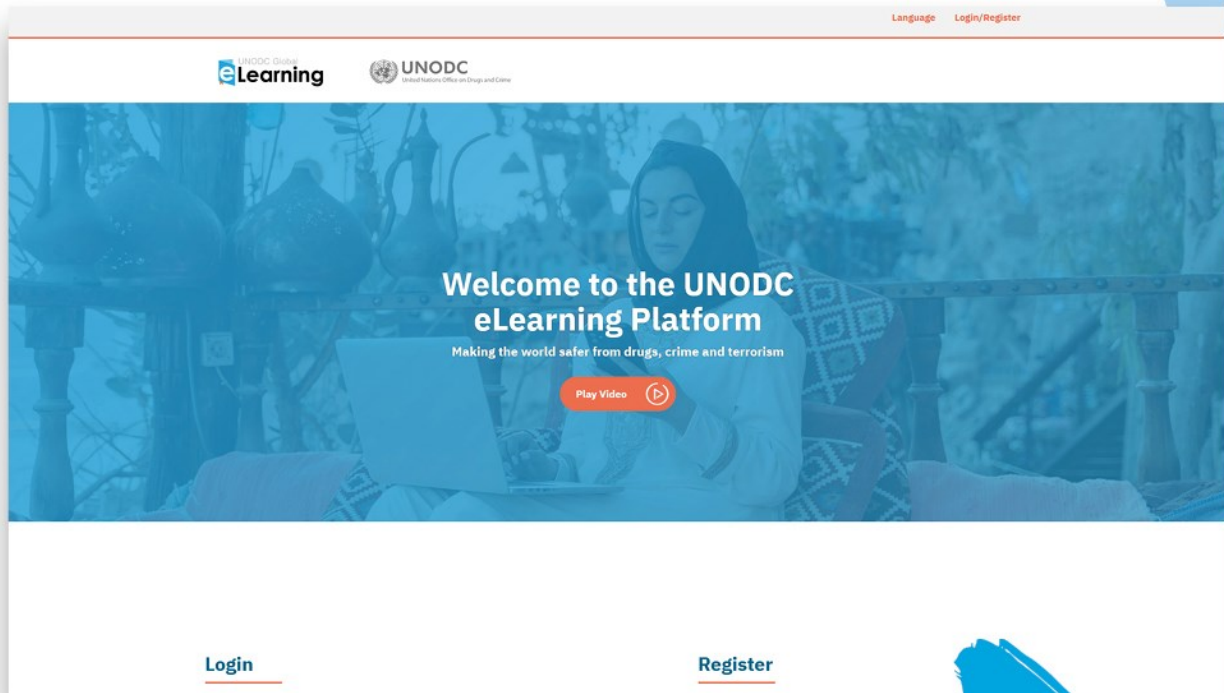 Language Login/Register
UNODC Global
eLearning
UNODC
United Nations Office on Drugs and Crime
Welcome to the UNODC
eLearning Platform
Making the world safer from drugs, crime and terrorism
Play Video
Login Register